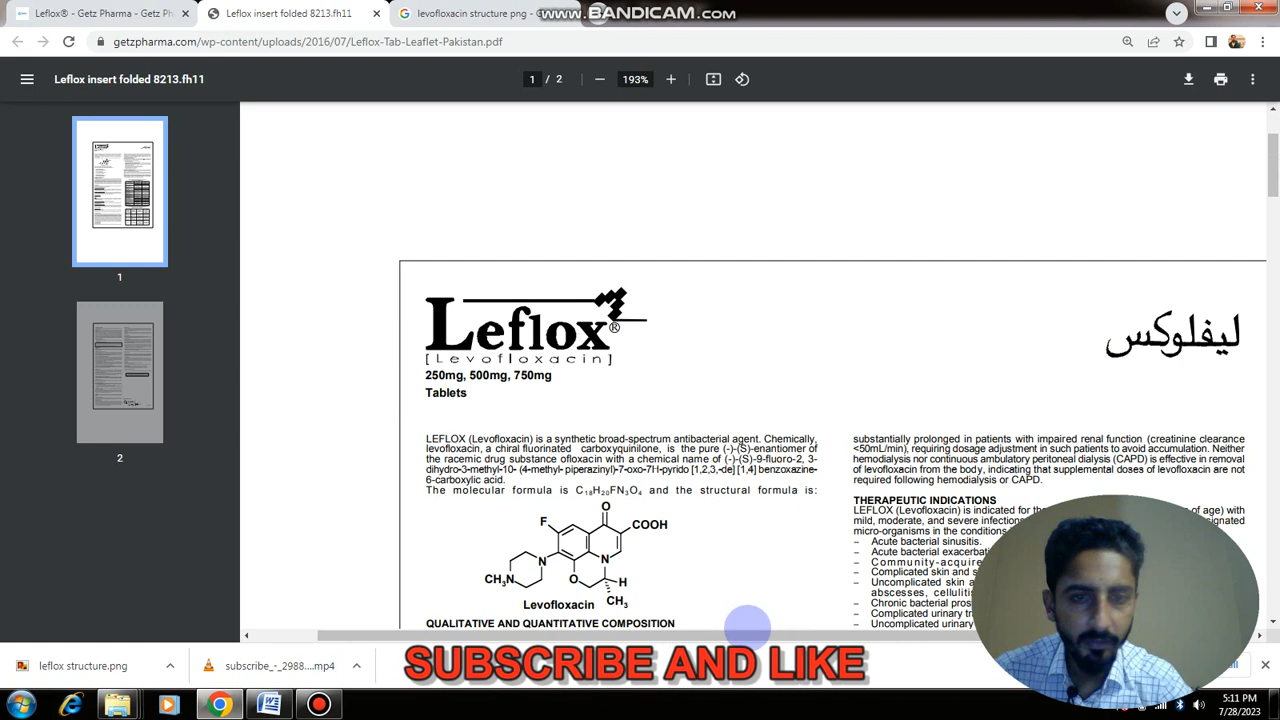 Leflox® - Getz Pharma - Getz Ph
Leflox insert folded 8213.fh11
levofloxacin structure png -
WWW.BANDICAM.COM
getzpharma.com/wp-content/uploads/2016/07/Leflox-Tab-Leaflet-Pakistan.pdf
Leflox insert folded 8213.fh11
1 / 2
193%
1
2
Leflox®
[Levofloxacin]
250mg, 500mg, 750mg
Tablets
ليفلوكس
LEFLOX (Levofloxacin) is a synthetic broad-spectrum antibacterial agent. Chemically,
levofloxacin, a chiral fluorinated carboxyquinilone, is the pure (-)-(S)-enantiomer of
the racemic drug substance ofloxacin with a chemical name of (-)-(S)-9-fluoro-2, 3-
dihydro-3-methyl-10- (4-methyl- piperazinyl)-7-oxo-7H-pyrido [1,2,3,-de] [1,4] benzoxazine-
6-carboxylic acid.
The molecular formula is C18H20FN3O4 and the structural formula is:
O
F
COOH
N
N
CH3N
O
H
CH3
Levofloxacin
QUALITATIVE AND QUANTITATIVE COMPOSITION
substantially prolonged in patients with impaired renal function (creatinine clearance
<50mL/min), requiring dosage adjustment in such patients to avoid accumulation. Neither
hemodialysis nor continuous ambulatory peritoneal dialysis (CAPD) is effective in removal
of levofloxacin from the body, indicating that supplemental doses of levofloxacin are not
required following hemodialysis or CAPD.
THERAPEUTIC INDICATIONS
LEFLOX (Levofloxacin) is indicated for the of age) with
mild, moderate, and severe infections signated
micro-organisms in the conditions
– Acute bacterial sinusitis.
– Acute bacterial
– Community-acquire
– Complicated skin and s
– Uncomplicated skin a
abscesses, celluliti
– Chronic bacterial pros
– Complicated urinary
– Uncomplicated urinary
leflox structure.png
subscribe_-_2988....mp4
SUBSCRIBE AND LIKE
5:11 PM
7/28/2023